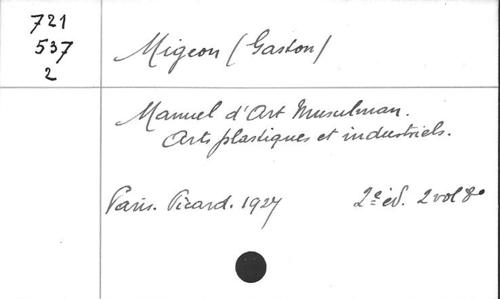 721
537
2
Migeon (Gaston)
Manuel d'Art Musulman.
Arts plastiques et industriels.
Paris. Picard. 1927 2e éd. 2 vol 8o